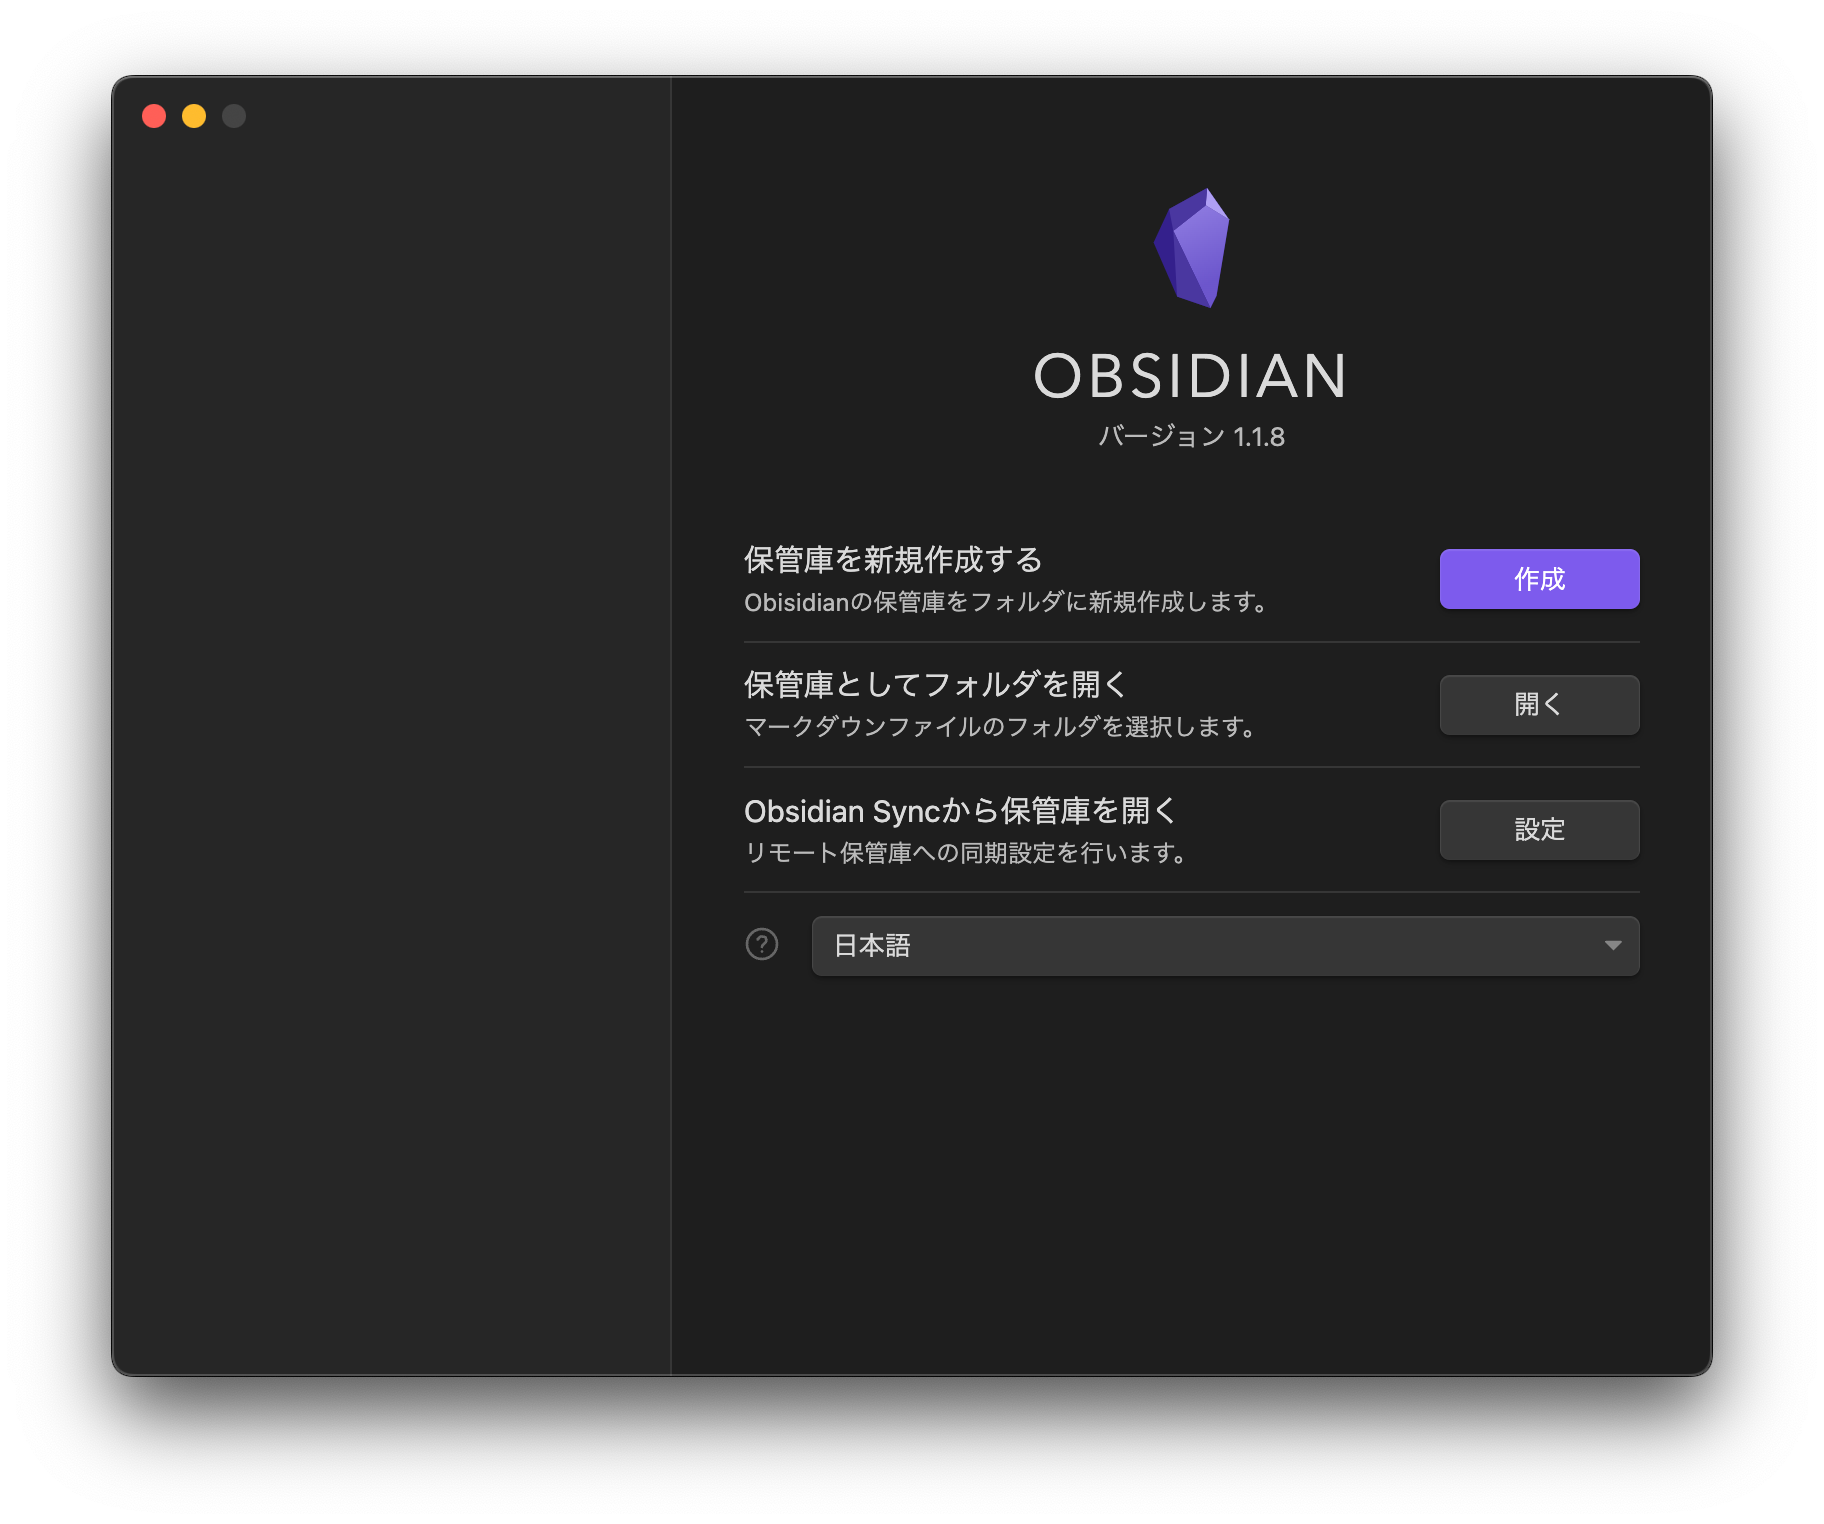 OBSIDIAN
バージョン 1.1.8
保管庫を新規作成する
Obisidianの保管庫をフォルダに新規作成します。
作成
保管庫としてフォルダを開く
マークダウンファイルのフォルダを選択します。
開く
Obsidian Syncから保管庫を開く
リモート保管庫への同期設定を行います。
設定
?
日本語